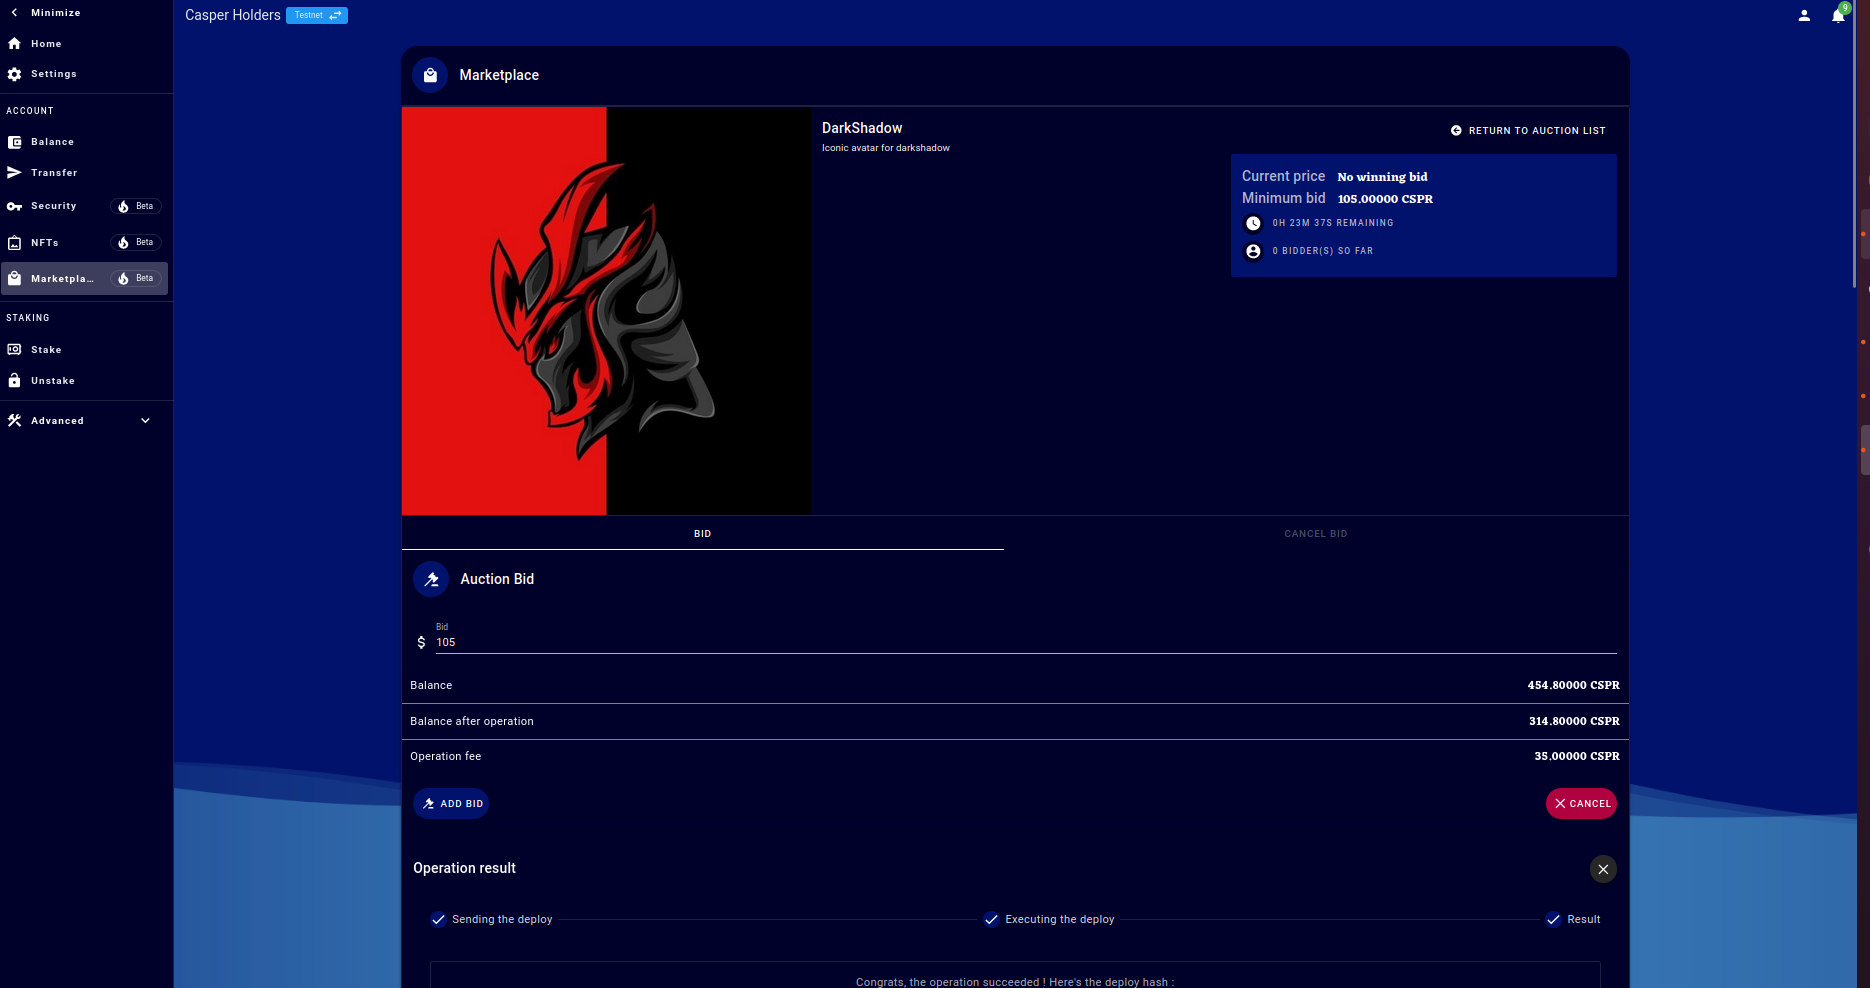 Minimize
Home
Settings
ACCOUNT
Balance
Transfer
Security Beta
NFTs Beta
Marketpla... Beta
STAKING
Stake
Unstake
Advanced
Casper Holders Testnet
9
Marketplace
DarkShadow
Iconic avatar for darkshadow
RETURN TO AUCTION LIST
Current price No winning bid
Minimum bid 105.00000 CSPR
0H 23M 37S REMAINING
0 BIDDER(S) SO FAR
BID CANCEL BID
Auction Bid
Bid
$ 105
Balance 454.80000 CSPR
Balance after operation 314.80000 CSPR
Operation fee 35.00000 CSPR
ADD BID CANCEL
Operation result
Sending the deploy Executing the deploy Result
Congrats, the operation succeeded ! Here's the deploy hash :